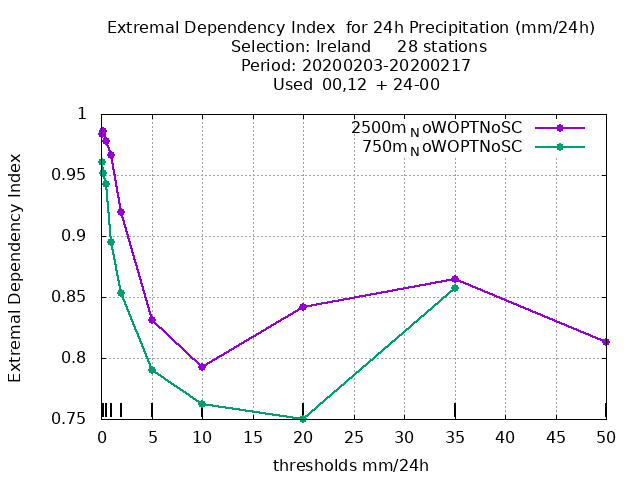 Extremal Dependency Index  for 24h Precipitation (mm/24h)
Selection: Ireland     28 stations
Period: 20200203-20200217
Used  00,12  + 24-00
2500m_NoWOPTNoSC
750m_NoWOPTNoSC
Extremal Dependency Index
1
0.95
0.9
0.85
0.8
0.75
0 5 10 15 20 25 30 35 40 45 50
thresholds mm/24h